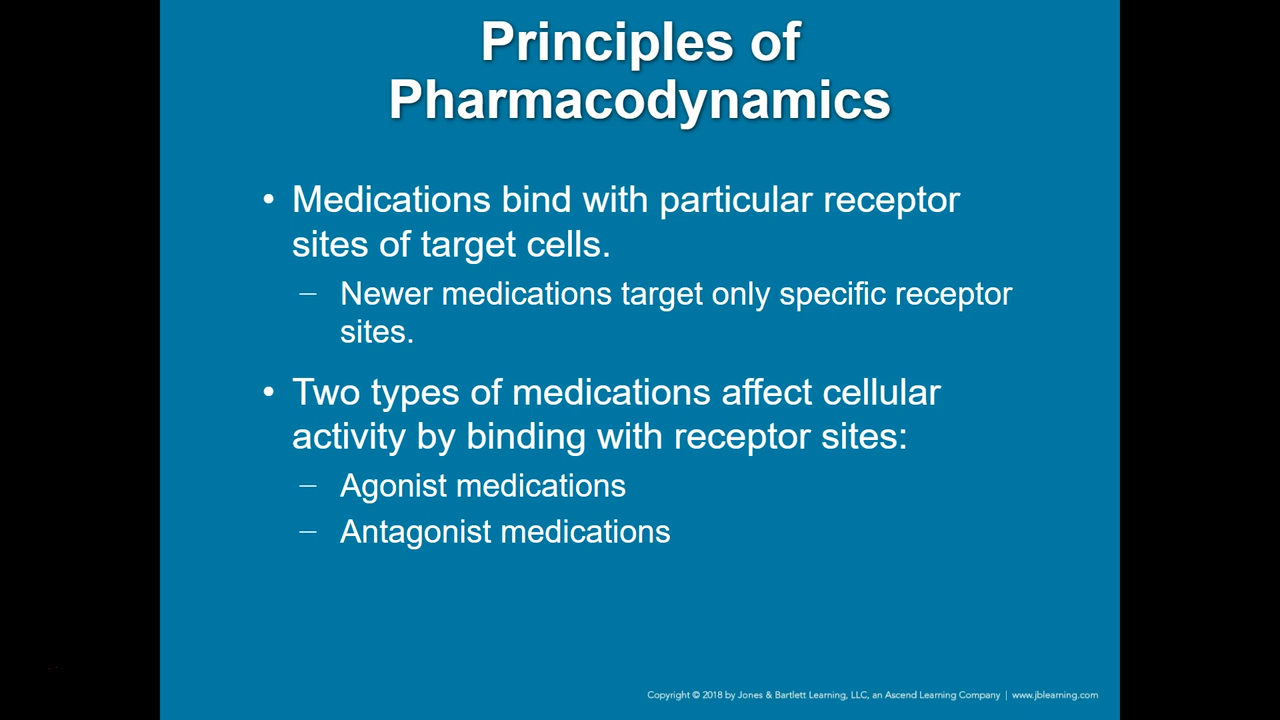 Principles of
Pharmacodynamics
• Medications bind with particular receptor
sites of target cells.
– Newer medications target only specific receptor
sites.
• Two types of medications affect cellular
activity by binding with receptor sites:
– Agonist medications
– Antagonist medications
Copyright © 2018 by Jones & Bartlett Learning, LLC, an Ascend Learning Company | www.jblearning.com